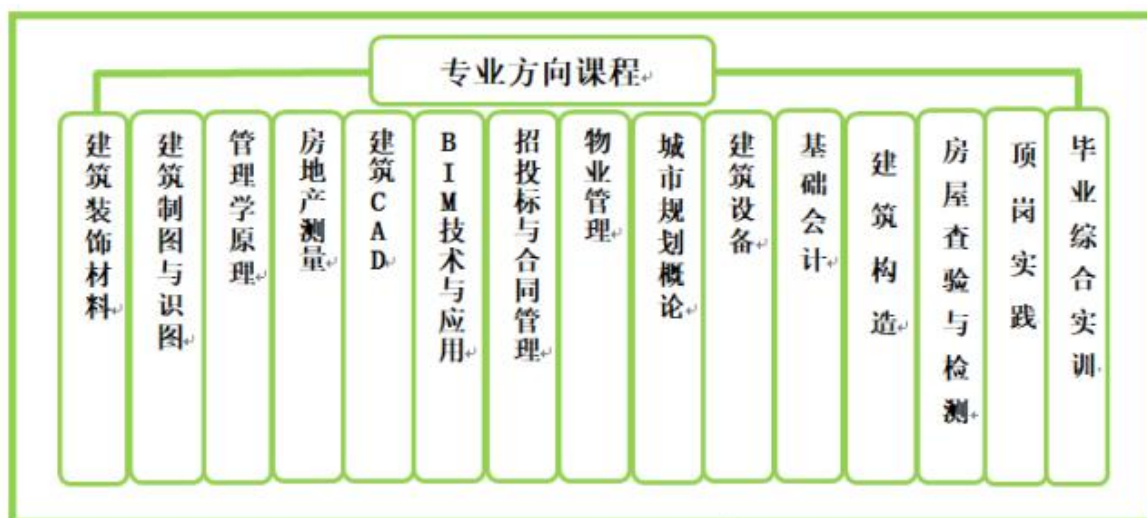 专业方向课程
建筑装饰材料
建筑制图与识图
管理学原理
房地产测量
建筑CAD
BIM技术与应用
招投标与合同管理
物业管理
城市规划概论
建筑设备
基础会计
建筑构造
房屋查验与检测
顶岗实践
毕业综合实训